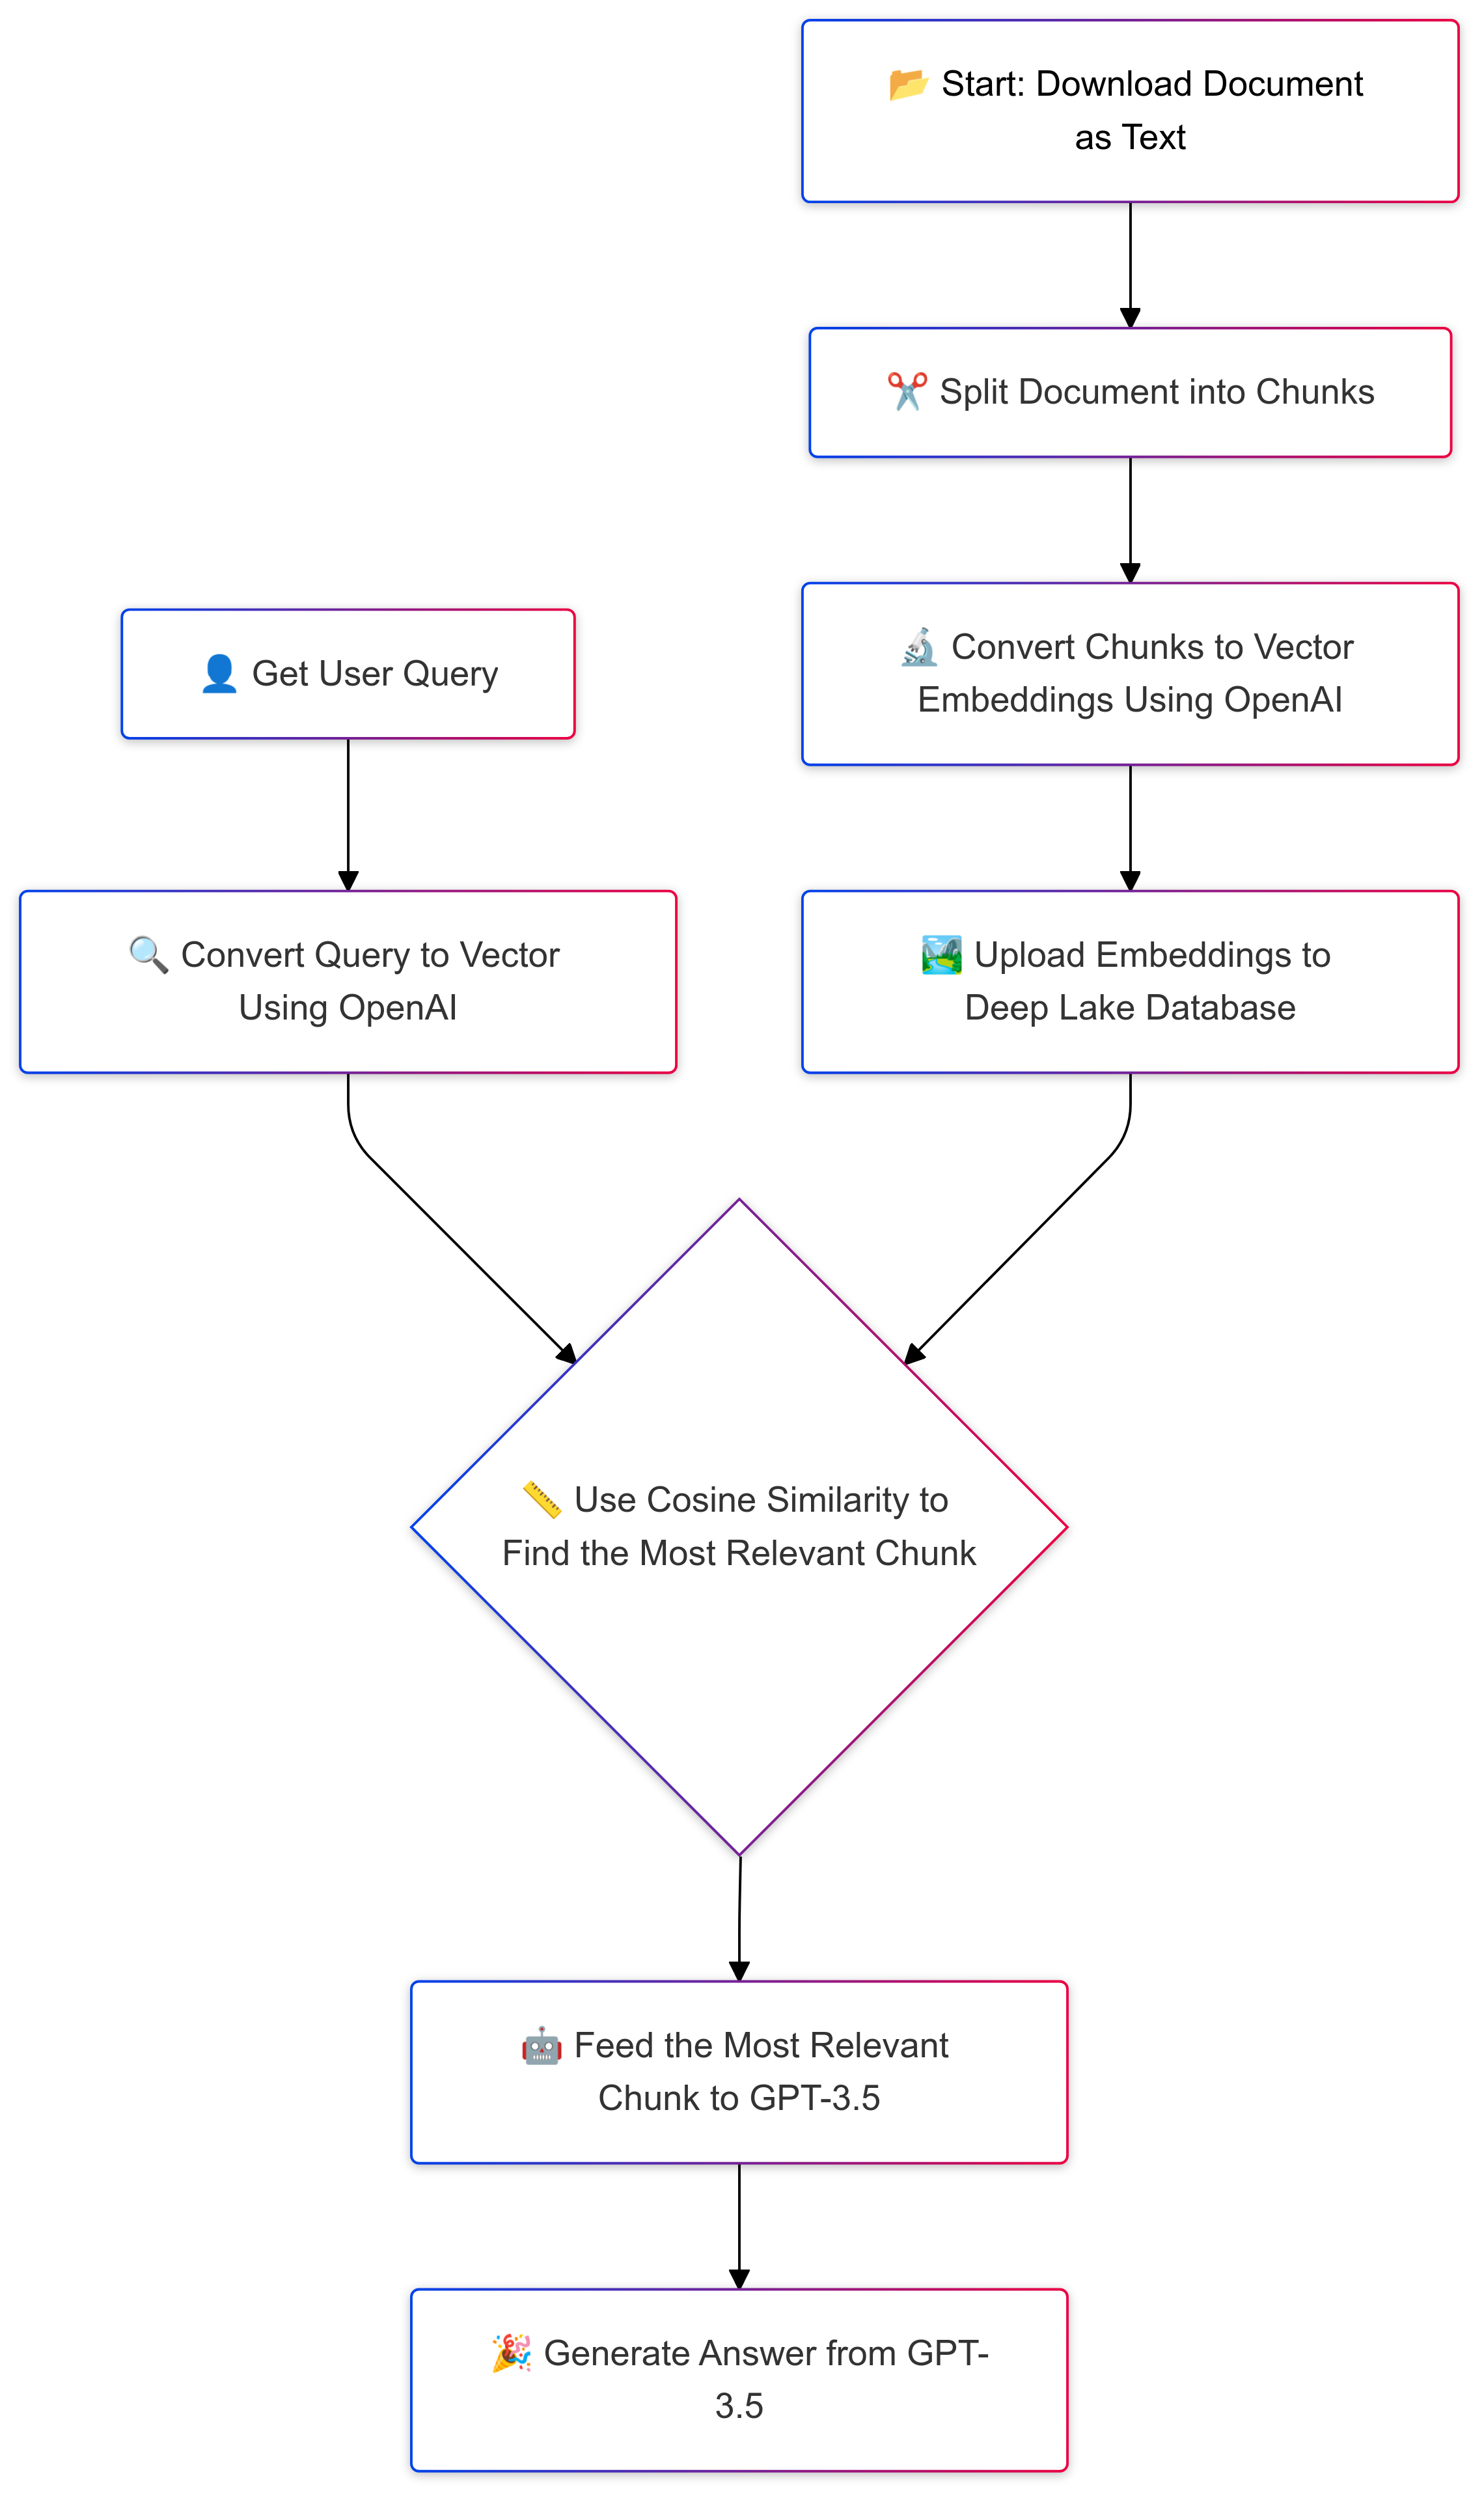 📂 Start: Download Document
as Text
✂️ Split Document into Chunks
🔬 Convert Chunks to Vector
Embeddings Using OpenAI
👤 Get User Query
🔍 Convert Query to Vector
Using OpenAI
🏞️ Upload Embeddings to
Deep Lake Database
📏 Use Cosine Similarity to
Find the Most Relevant Chunk
🤖 Feed the Most Relevant
Chunk to GPT-3.5
🎉 Generate Answer from GPT-
3.5